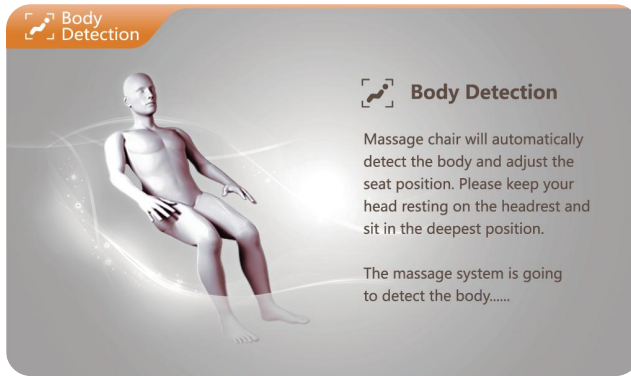 Body
Detection
Body Detection
Massage chair will automatically
detect the body and adjust the
seat position. Please keep your
head resting on the headrest and
sit in the deepest position.
The massage system is going
to detect the body......